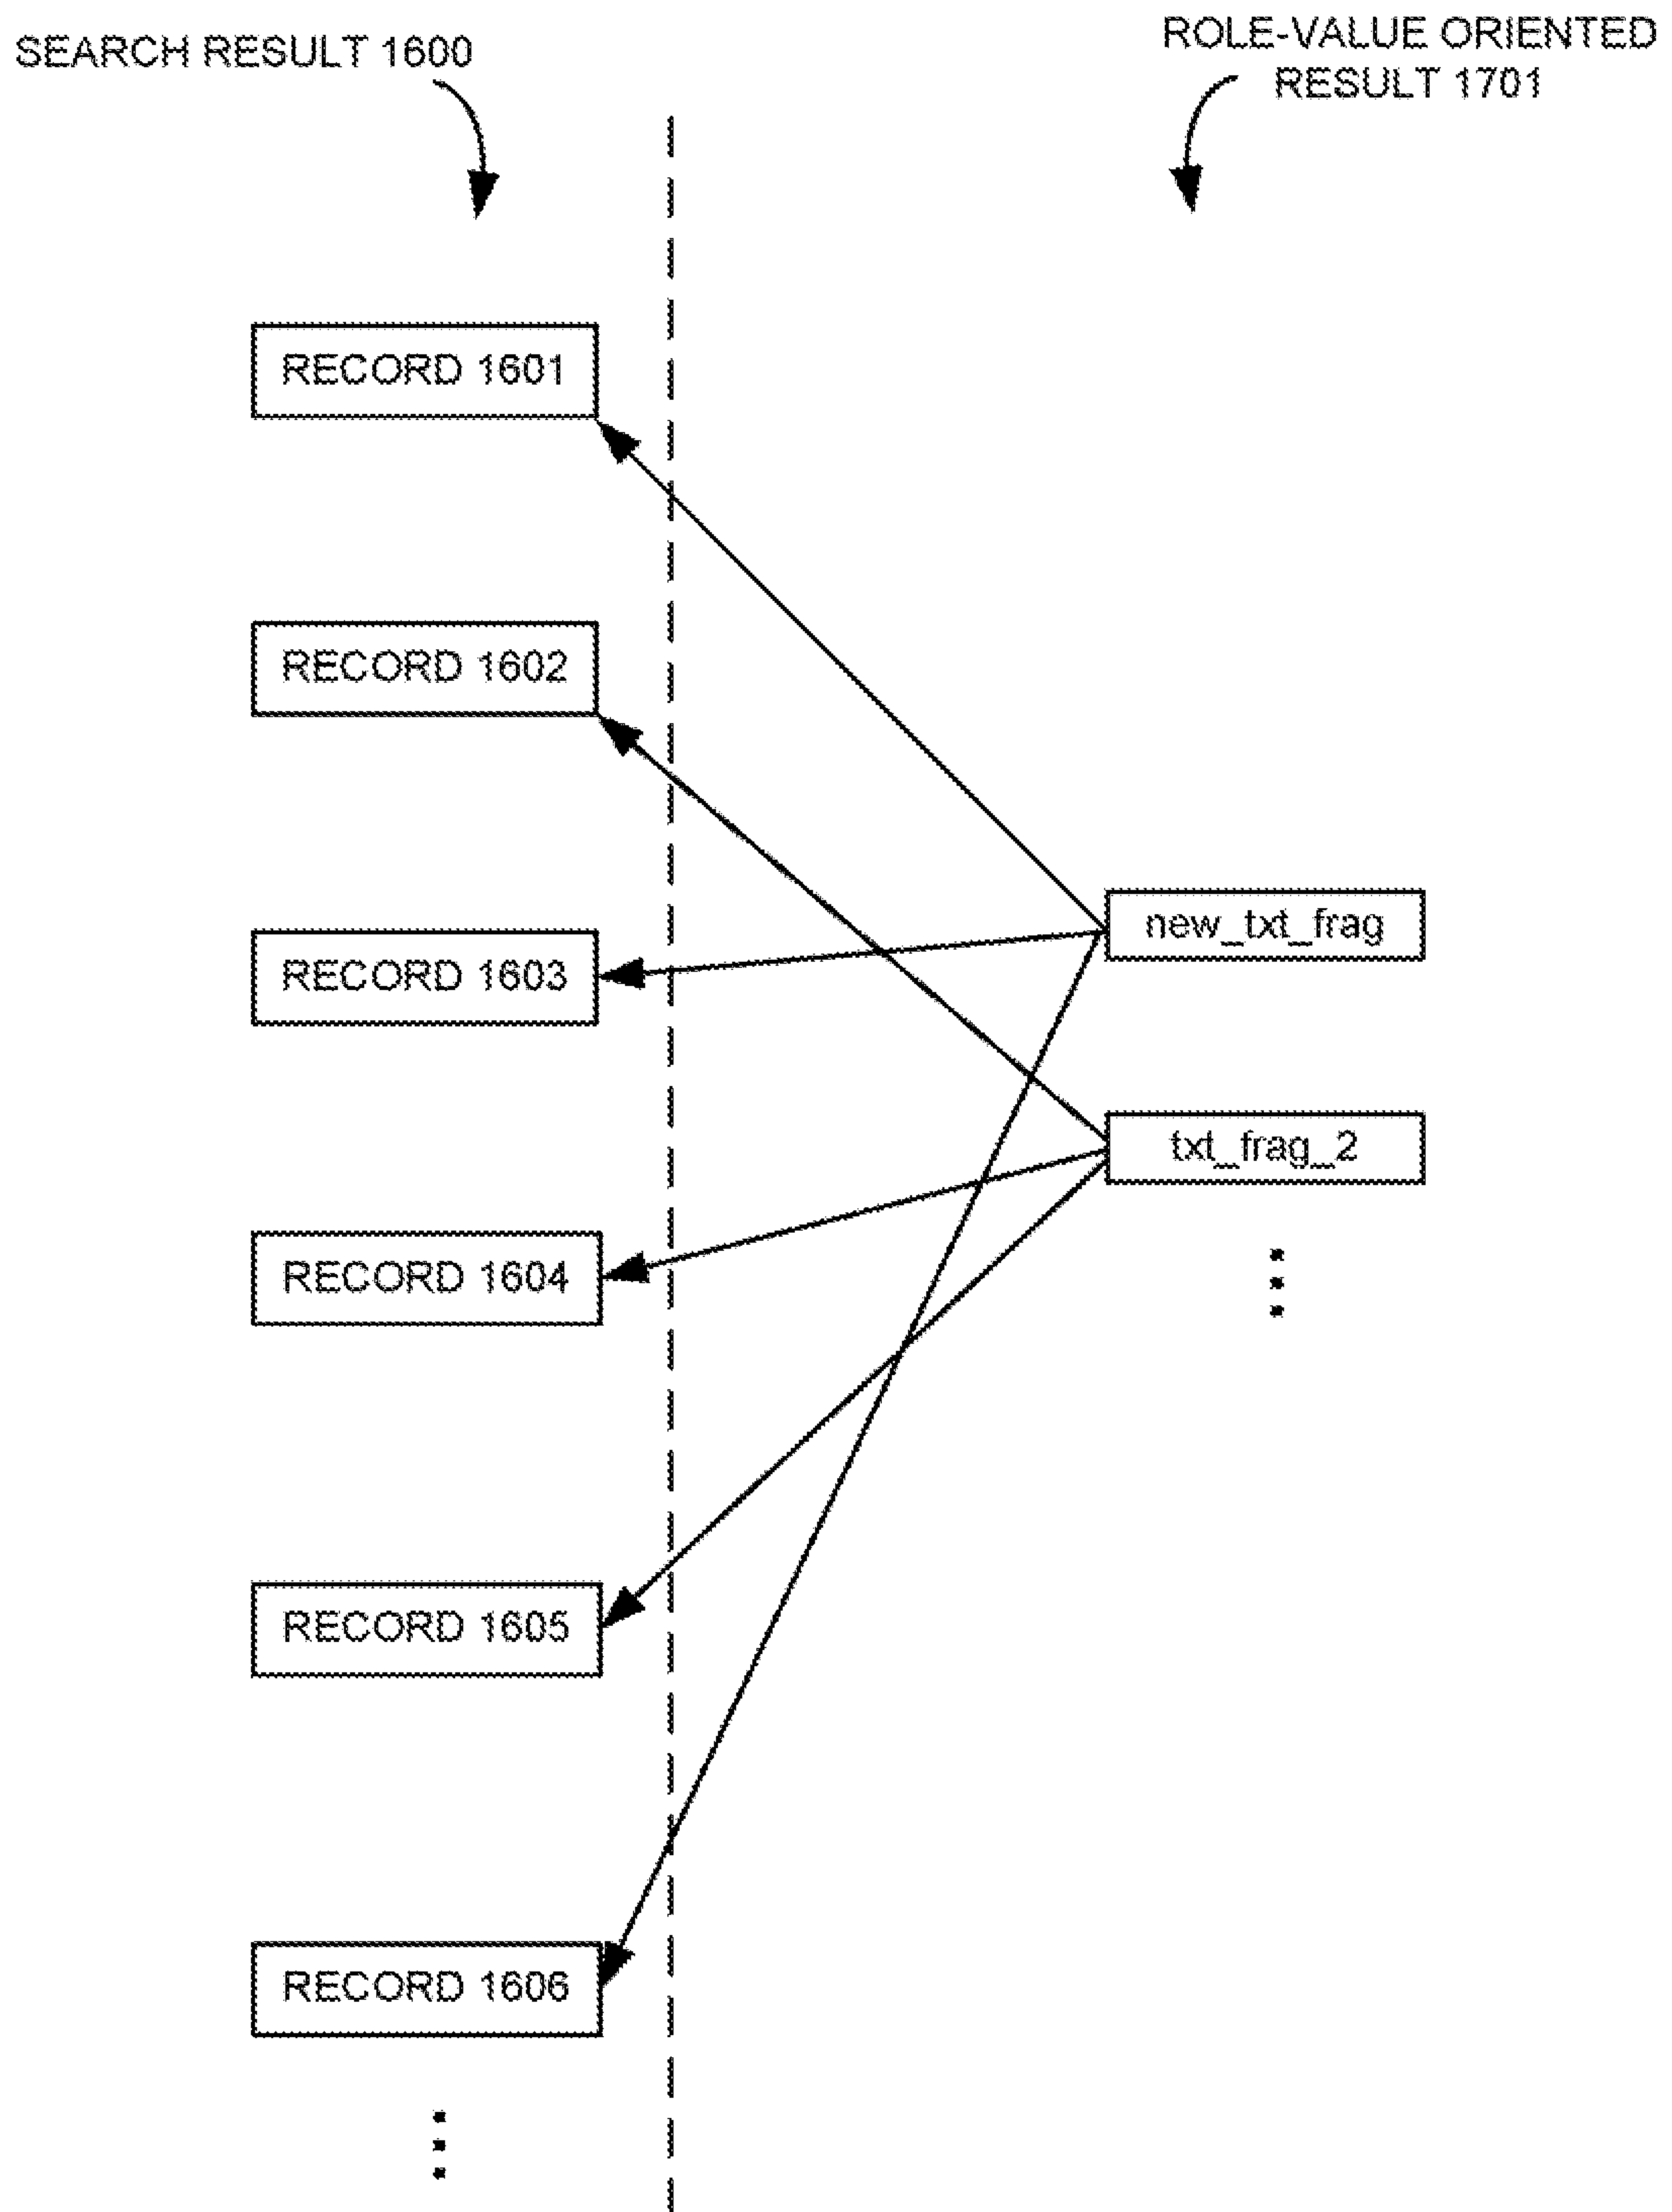 SEARCH RESULT 1600
ROLE-VALUE ORIENTED
RESULT 1701
RECORD 1601
RECORD 1602
RECORD 1603
new_txt_frag
txt_frag_2
RECORD 1604
RECORD 1605
RECORD 1606